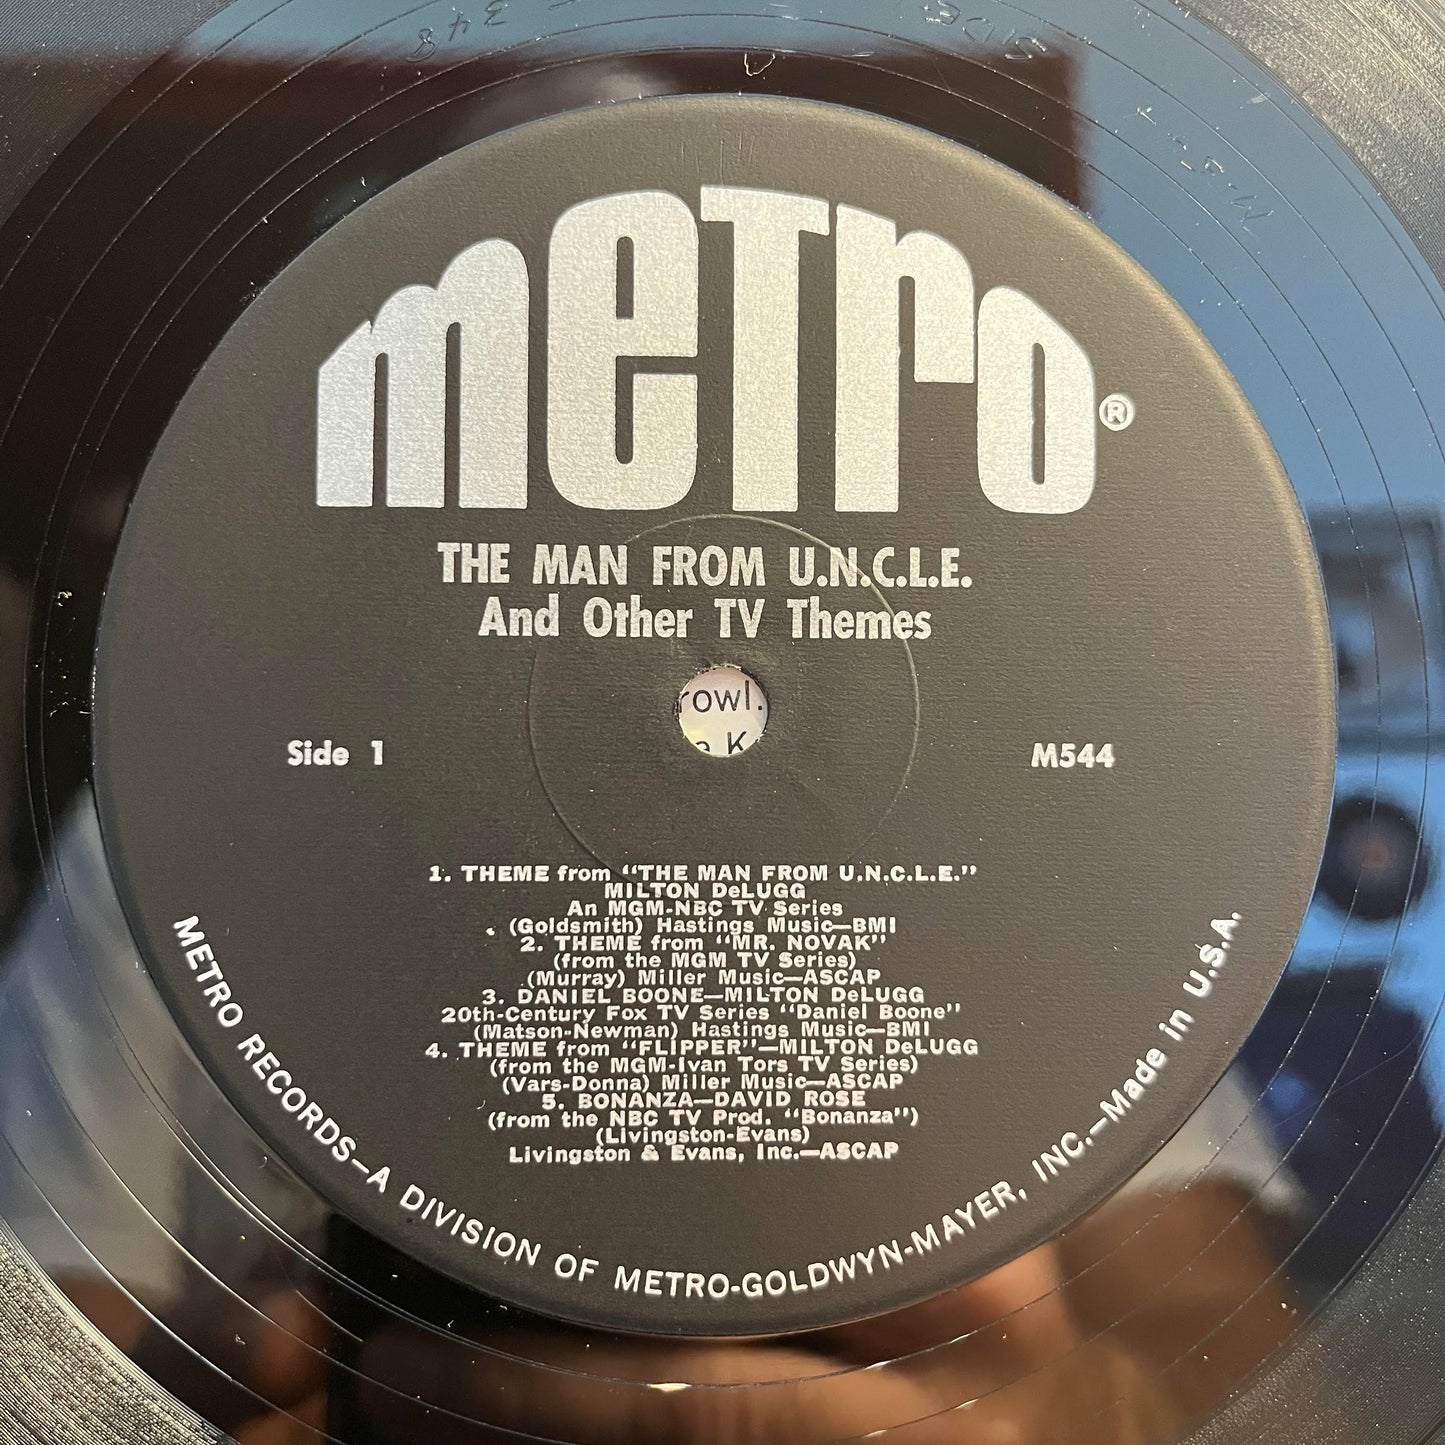 meTro®
THE MAN FROM U.N.C.L.E.
And Other TV Themes
rowl.
K
Side 1
M544
1. THEME from "THE MAN FROM U.N.C.L.E."
MILTON DeLUGG
An MGM-NBC TV Series
(Goldsmith) Hastings Music—BMI
2. THEME from "MR. NOVAK"
(from the MGM TV Series)
(Murray) Miller Music—ASCAP
3. DANIEL BOONE—MILTON DeLUGG
20th-Century Fox TV Series "Daniel Boone"
(Matson-Newman) Hastings Music—BMI
4. THEME from "FLIPPER"—MILTON DeLUGG
(from the MGM-Ivan Tors TV Series)
(Vars-Donna) Miller Music—ASCAP
5. BONANZA—DAVID ROSE
(from the NBC TV Prod. "Bonanza")
(Livingston-Evans)
Livingston & Evans, Inc.—ASCAP
METRO RECORDS—A DIVISION OF METRO-GOLDWYN-MAYER, INC.—Made in U.S.A.